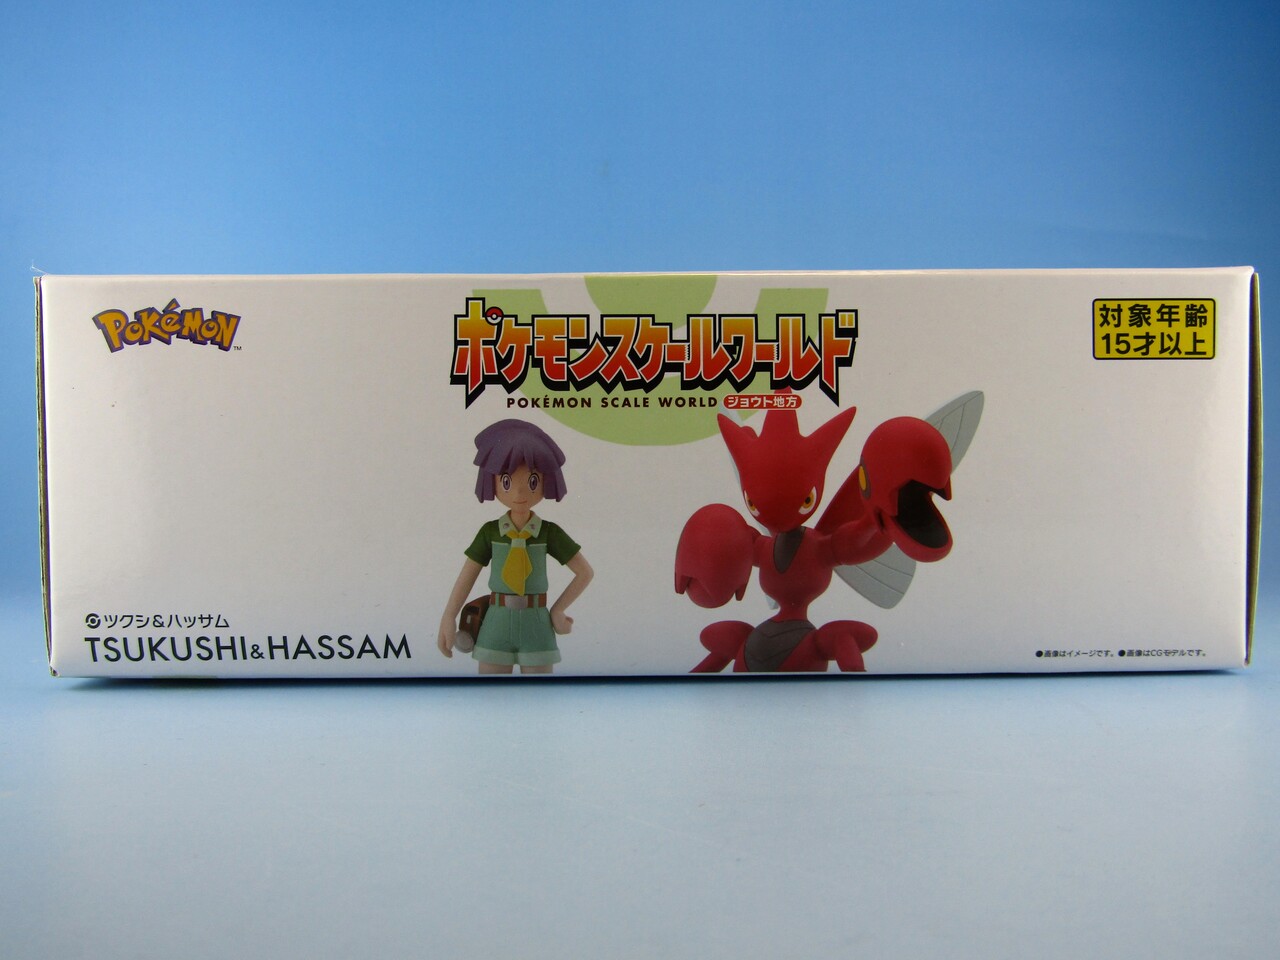 POKéMON™
ポケモンスケールワールド
POKÉMON SCALE WORLD ジョウト地方
対象年齢
15才以上
ツクシ&ハッサム
TSUKUSHI&HASSAM
●画像はイメージです。●画像はCGモデルです。